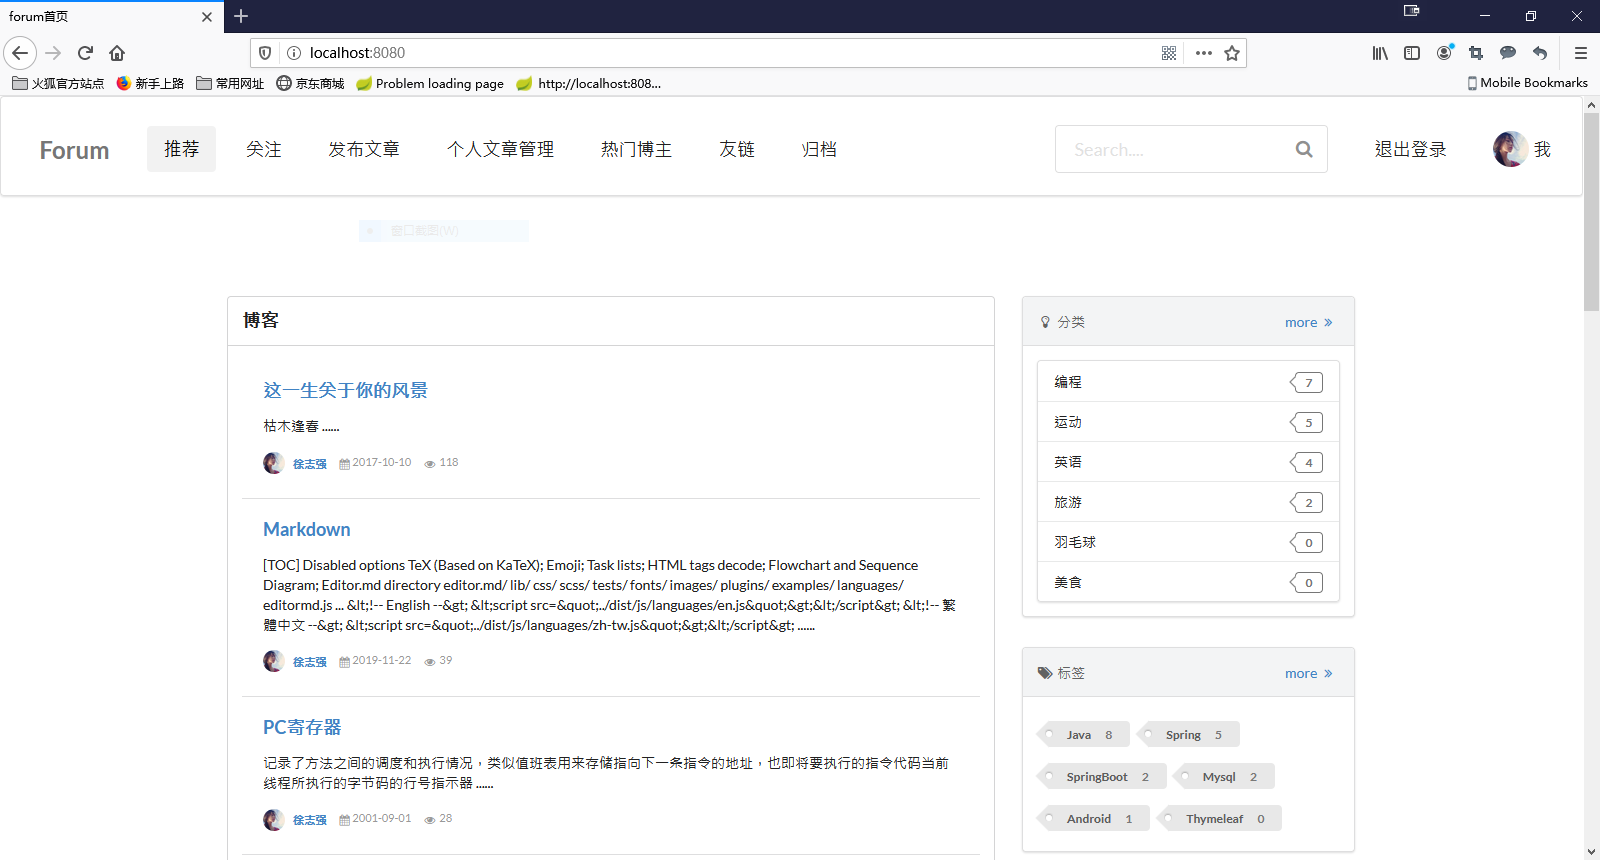 forum首页
localhost:8080
火狐官方站点 新手上路 常用网址 京东商城 Problem loading page http://localhost:808... Mobile Bookmarks
Forum 推荐 关注 发布文章 个人文章管理 热门博主 友链 归档 Search.... 退出登录 我
窗口截图(W)
博客
这一生关于你的风景
枯木逢春 ......
徐志强 2017-10-10 118
Markdown
[TOC] Disabled options TeX (Based on KaTeX); Emoji; Task lists; HTML tags decode; Flowchart and Sequence
Diagram; Editor.md directory editor.md/ lib/ css/ scss/ tests/ fonts/ images/ plugins/ examples/ languages/
editormd.js ... &lt;!-- English --&gt; &lt;script src=&quot;../dist/js/languages/en.js&quot;&gt;&lt;/script&gt; &lt;!-- 繁
體中文 --&gt; &lt;script src=&quot;../dist/js/languages/zh-tw.js&quot;&gt;&lt;/script&gt; ......
徐志强 2019-11-22 39
PC寄存器
记录了方法之间的调度和执行情况，类似值班表用来存储指向下一条指令的地址，也即将要执行的指令代码当前
线程所执行的字节码的行号指示器 ......
徐志强 2001-09-01 28
分类 more »
编程 7
运动 5
英语 4
旅游 2
羽毛球 0
美食 0
标签 more »
Java 8 Spring 5
SpringBoot 2 Mysql 2
Android 1 Thymeleaf 0